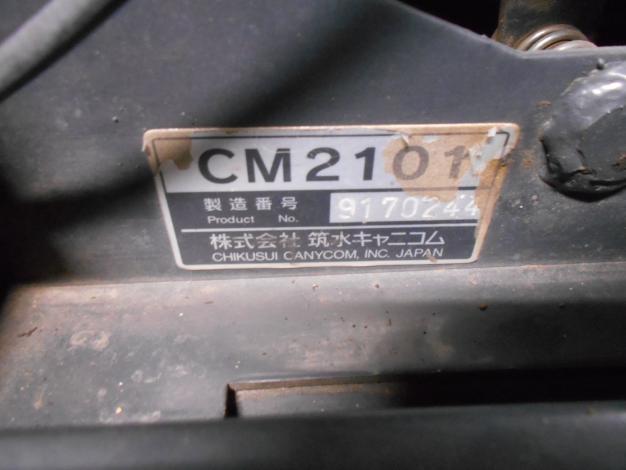 CM2101
製造番号
Product No.
9170244
株式会社 筑水キャニコム
CHIKUSUI CANYCOM, INC. JAPAN